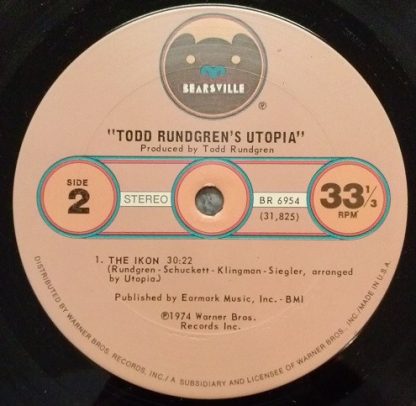 BEARSVILLE
℗
"TODD RUNDGREN'S UTOPIA"
Produced by Todd Rundgren
SIDE
2
STEREO
BR 6954
(31,825)
33 1/3
RPM
1. THE IKON 30:22
(Rundgren-Schuckett-Klingman-Siegler, arranged
by Utopia)
Published by Earmark Music, Inc.-BMI
℗1974 Warner Bros.
Records Inc.
DISTRIBUTED BY WARNER BROS. RECORDS, INC./A SUBSIDIARY AND LICENSEE OF WARNER BROS., INC./MADE IN U.S.A.